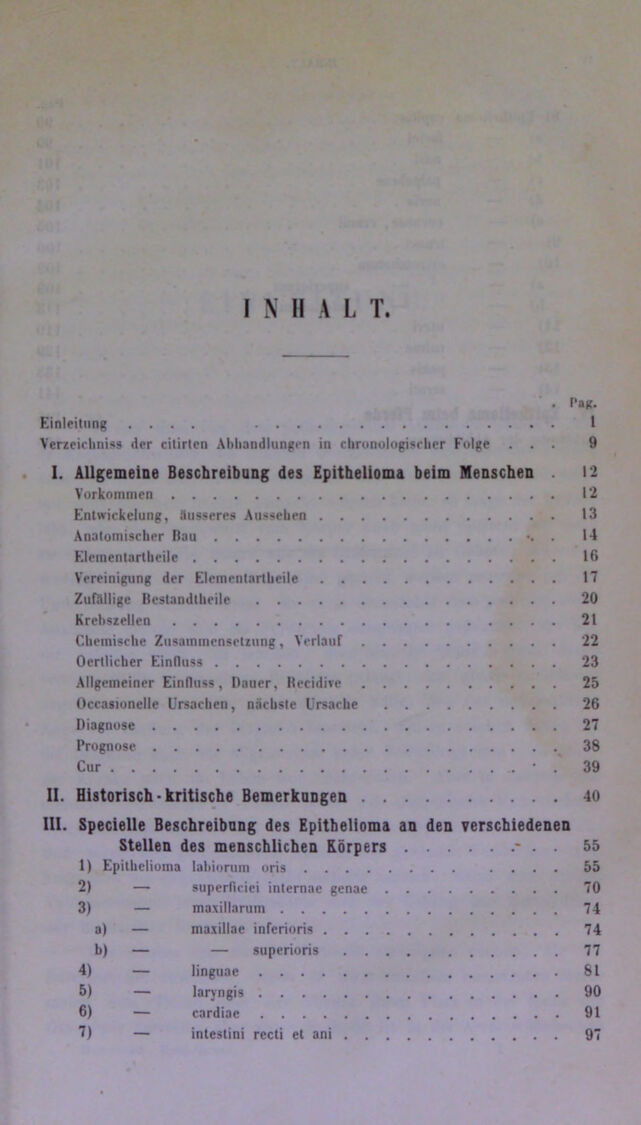 INHALT.
Pag.
Einleitung . . . . . . . . . . . . . . . . . . . 1
Verzeichniss der citirten Abhandlungen in chronologischer Folge . . . 9
I. Allgemeine Beschreibung des Epithelioma beim Menschen . 12
Vorkommen . . . . . . . . . . . . . . . . . . . 12
Entwickelung, äusseres Aussehen . . . . . . . . . . . . 13
Anatomischer Bau . . . . . . . . . . . . . . . . . 14
Elementartheile . . . . . . . . . . . . . . . . . . 16
Vereinigung der Elementartheile . . . . . . . . . . . . 17
Zufällige Bestandtheile . . . . . . . . . . . . . . . 20
Krebszellen . . . . . . . . . . . . . . . . . . . 21
Chemische Zusammensetzung, Verlauf . . . . . . . . . . 22
Oertlicher Einfluss . . . . . . . . . . . . . . . . . 23
Allgemeiner Einfluss, Dauer, Recidive . . . . . . . . . . 25
Occasionelle Ursachen, nächste Ursache . . . . . . . . . 26
Diagnose . . . . . . . . . . . . . . . . . . . . 27
Prognose . . . . . . . . . . . . . . . . . . . . 38
Cur . . . . . . . . . . . . . . . . . . . . . . 39
II. Historisch-kritische Bemerkungen . . . . . . . . . . 40
III. Specielle Beschreibung des Epithelioma an den verschiedenen
Stellen des menschlichen Körpers . . . . . . . . 55
1) Epithelioma labiorum oris . . . . . . . . . . . . . 55
2) — superficiei internae genae . . . . . . . . . 70
3) — maxillarum . . . . . . . . . . . . . . 74
a) — maxillae inferioris . . . . . . . . . . . . 74
b) — — superioris . . . . . . . . . . . 77
4) — linguae . . . . . . . . . . . . . . . 81
5) — laryngis . . . . . . . . . . . . . . . 90
6) — cardiae . . . . . . . . . . . . . . . 91
7) — intestini recti et ani . . . . . . . . . . . 97